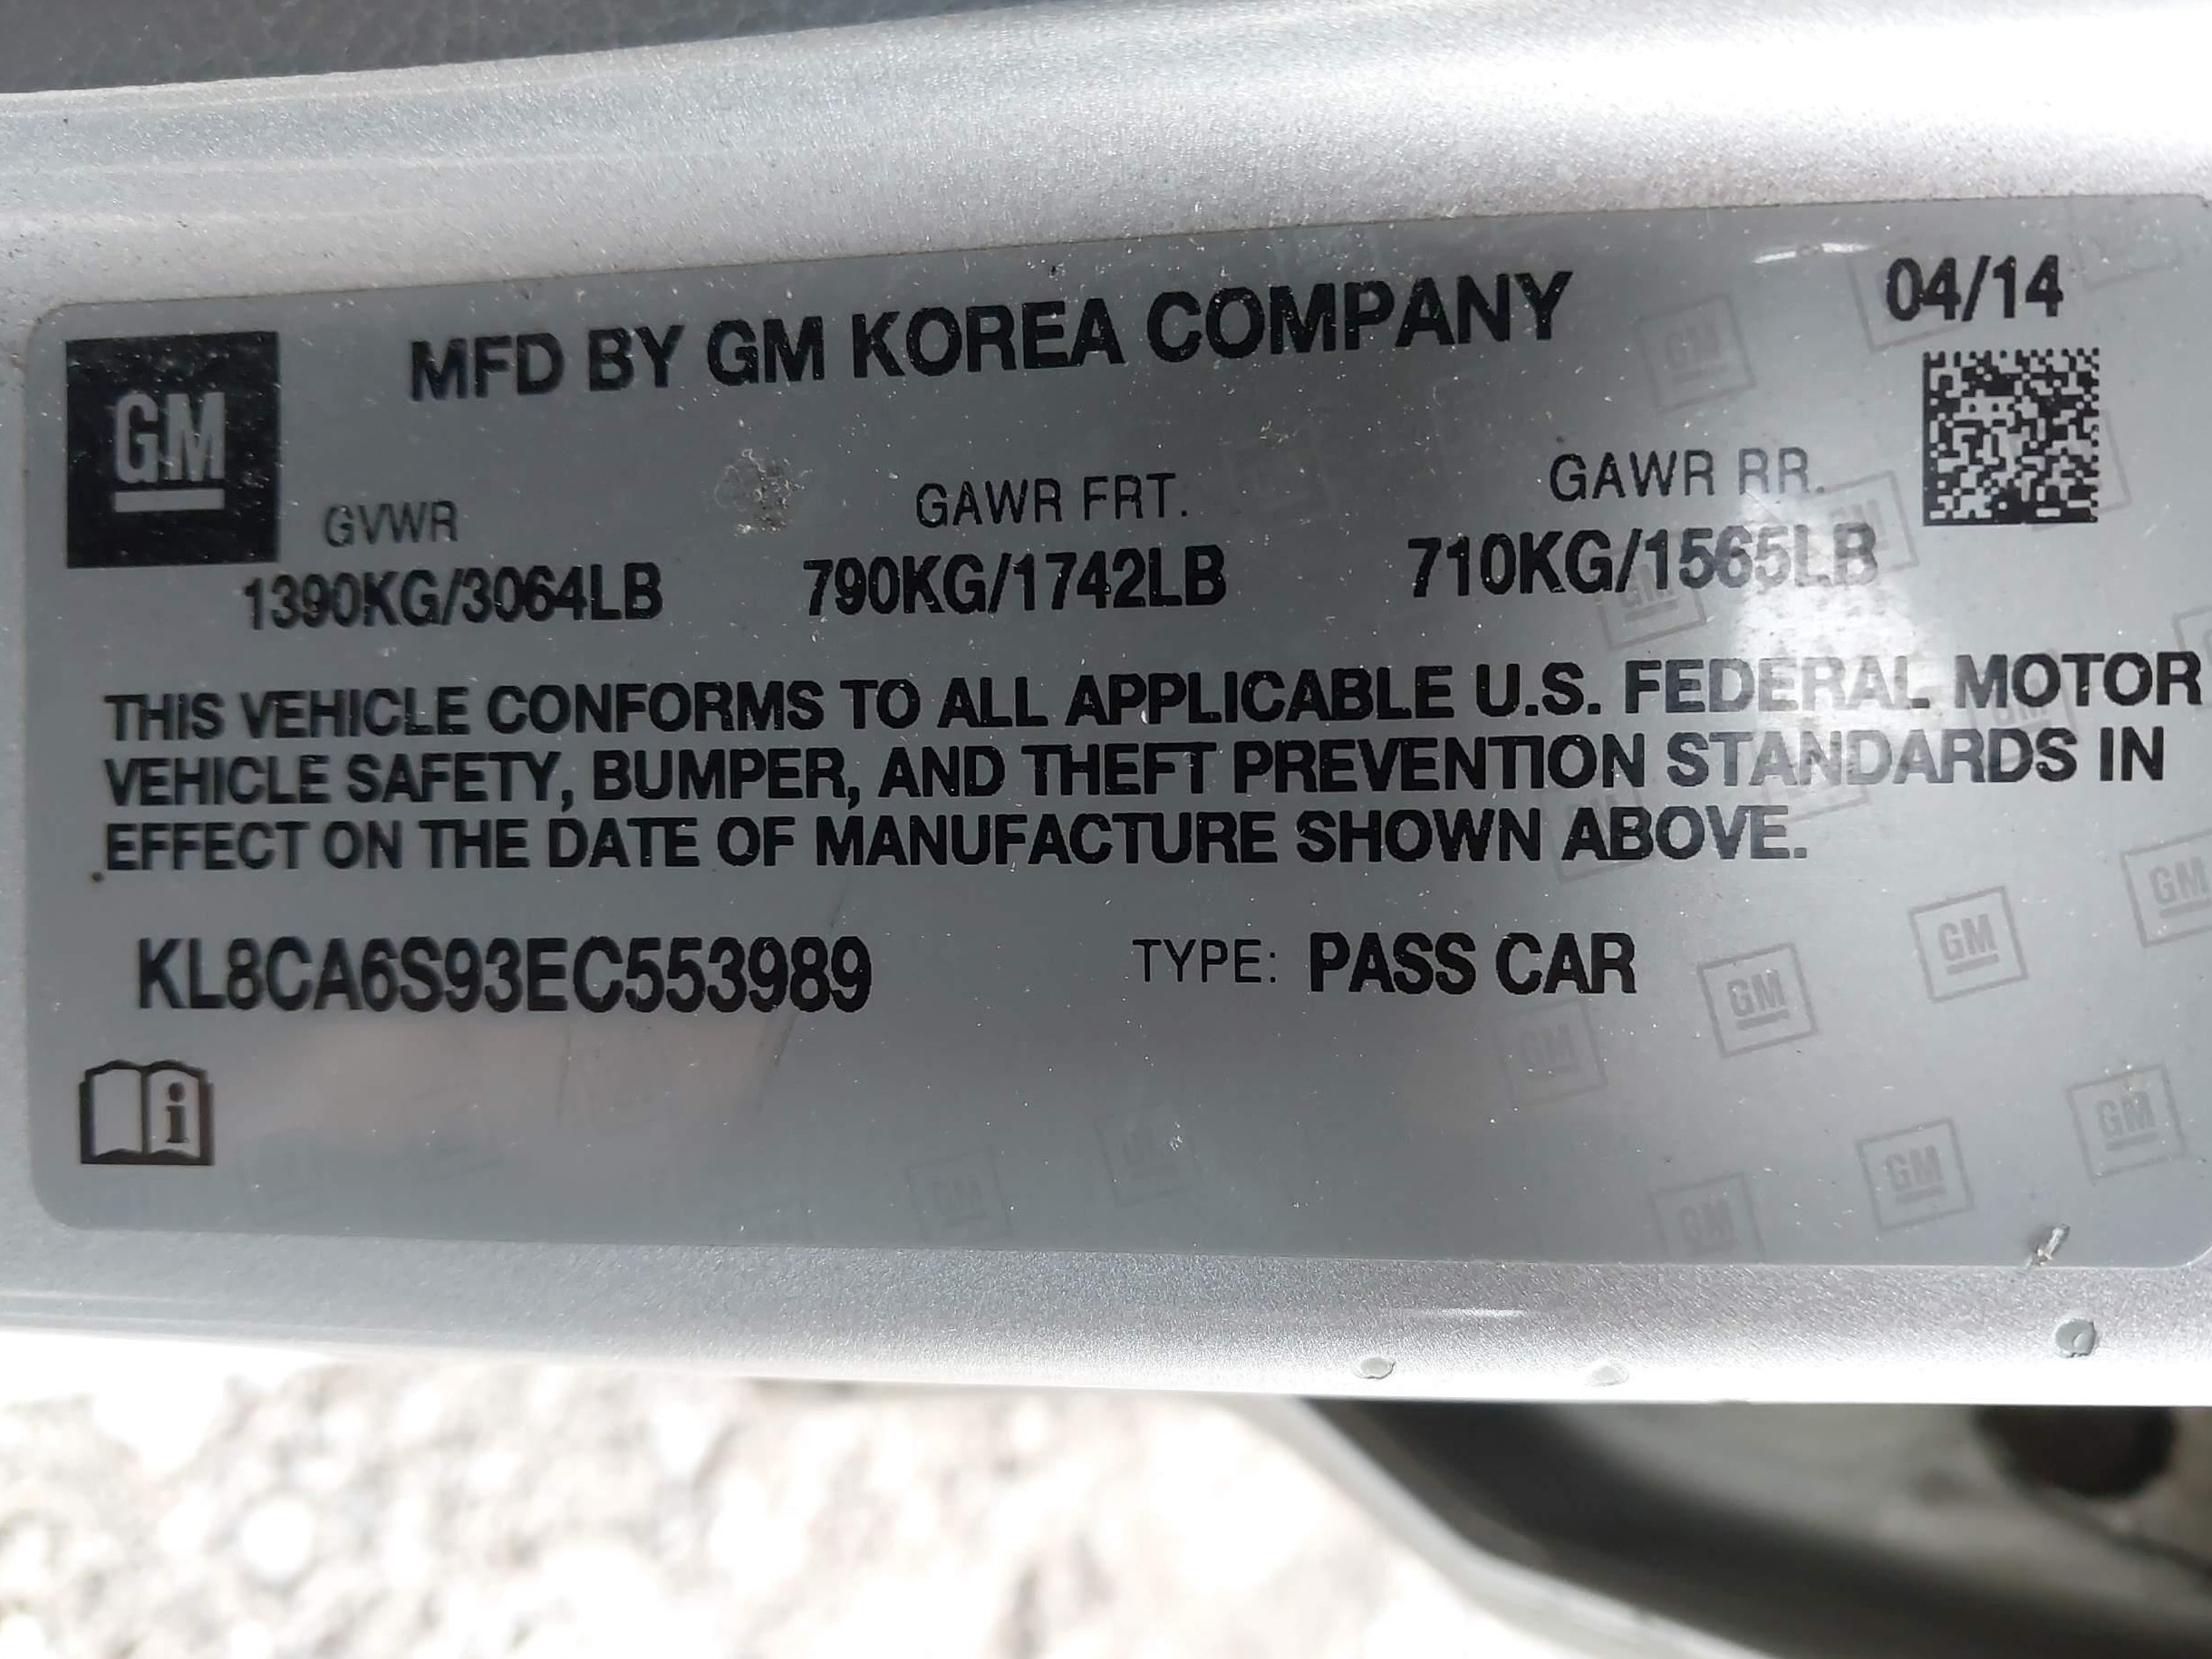 MFD BY GM KOREA COMPANY 04/14
GM
GVWR GAWR FRT. GAWR RR.
1390KG/3064LB 790KG/1742LB 710KG/1565LB
THIS VEHICLE CONFORMS TO ALL APPLICABLE U.S. FEDERAL MOTOR
VEHICLE SAFETY, BUMPER, AND THEFT PREVENTION STANDARDS IN
EFFECT ON THE DATE OF MANUFACTURE SHOWN ABOVE.
KL8CA6S93EC553989 TYPE: PASS CAR
i